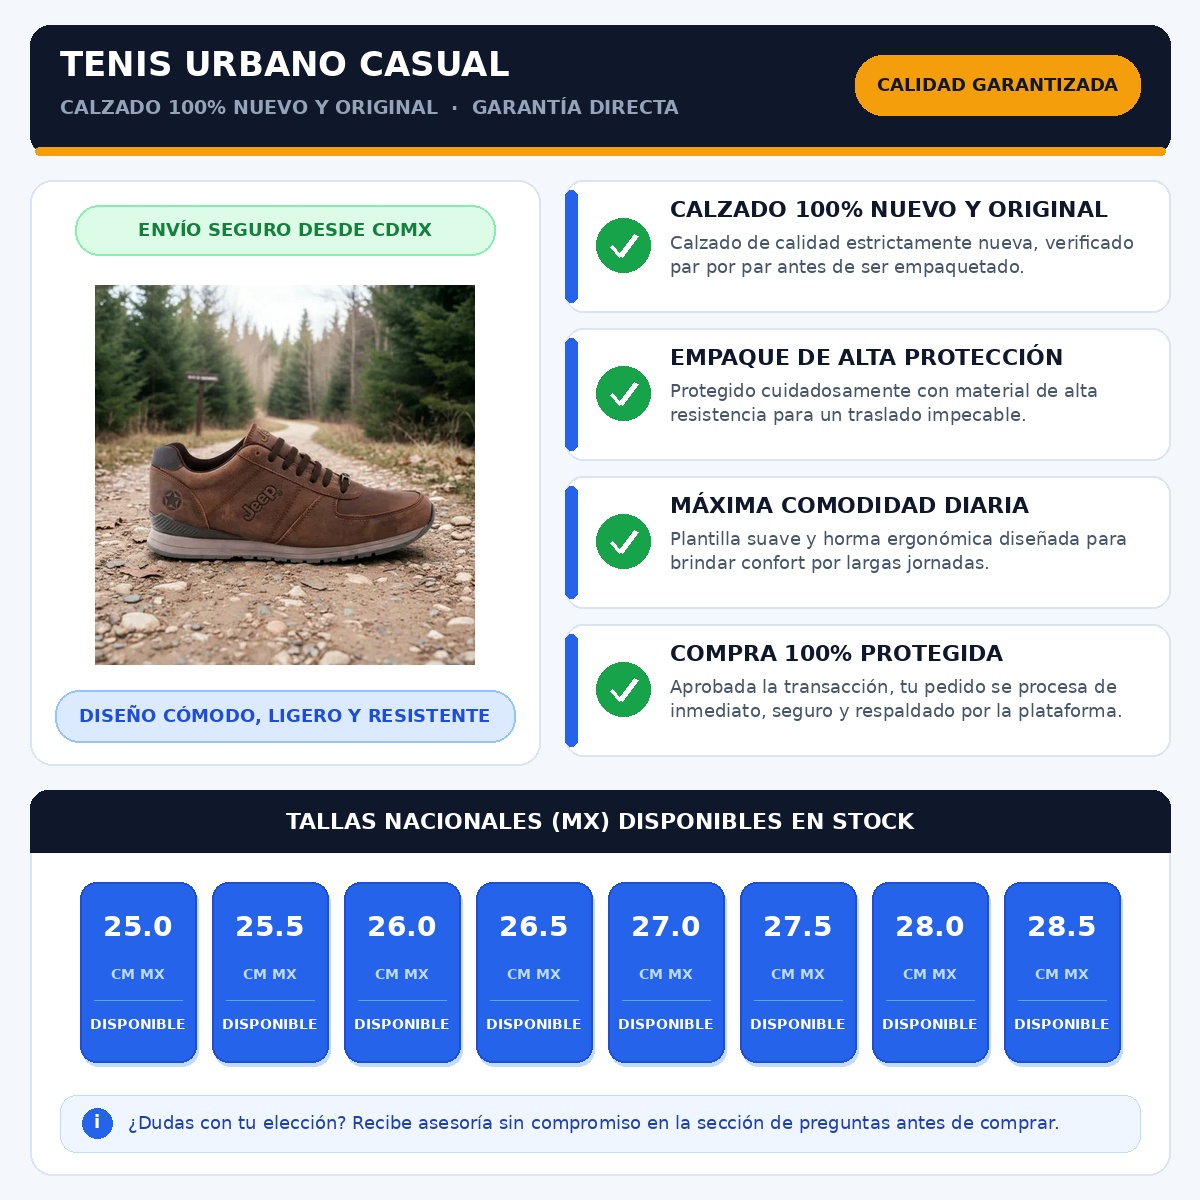 TENIS URBANO CASUAL
CALZADO 100% NUEVO Y ORIGINAL · GARANTÍA DIRECTA
CALIDAD GARANTIZADA
ENVÍO SEGURO DESDE CDMX
Jeep
DISEÑO CÓMODO, LIGERO Y RESISTENTE
CALZADO 100% NUEVO Y ORIGINAL
Calzado de calidad estrictamente nueva, verificado
par por par antes de ser empaquetado.
EMPAQUE DE ALTA PROTECCIÓN
Protegido cuidadosamente con material de alta
resistencia para un traslado impecable.
MÁXIMA COMODIDAD DIARIA
Plantilla suave y horma ergonómica diseñada para
brindar confort por largas jornadas.
COMPRA 100% PROTEGIDA
Aprobada la transacción, tu pedido se procesa de
inmediato, seguro y respaldado por la plataforma.
TALLAS NACIONALES (MX) DISPONIBLES EN STOCK
25.0 25.5 26.0 26.5 27.0 27.5 28.0 28.5
CM MX CM MX CM MX CM MX CM MX CM MX CM MX CM MX
DISPONIBLE DISPONIBLE DISPONIBLE DISPONIBLE DISPONIBLE DISPONIBLE DISPONIBLE DISPONIBLE
i ¿Dudas con tu elección? Recibe asesoría sin compromiso en la sección de preguntas antes de comprar.